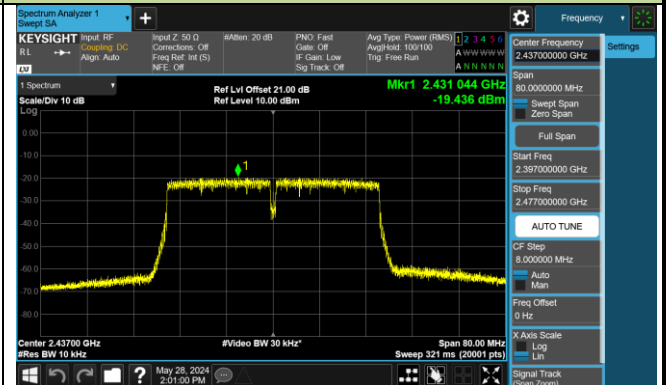 Spectrum Analyzer 1
Swept SA
+
Frequency
KEYSIGHT
RL
LXI
Input: RF
Coupling: DC
Align: Auto
Input Z: 50 Ω
Corrections: Off
Freq Ref: Int (S)
NFE: Off
#Atten: 20 dB
PNO: Fast
Gate: Off
IF Gain: Low
Sig Track: Off
Avg Type: Power (RMS)
Avg|Hold: 100/100
Trig: Free Run
1 2 3 4 5 6
A W W W W W
A N N N N N
1 Spectrum
Scale/Div 10 dB
Log
Ref Lvl Offset 21.00 dB
Ref Level 10.00 dBm
Mkr1 2.431 044 GHz
-19.436 dBm
0.00
-10.0
-20.0
-30.0
-40.0
-50.0
-60.0
-70.0
-80.0
1
Center 2.43700 GHz
#Res BW 10 kHz
#Video BW 30 kHz*
Span 80.00 MHz
Sweep 321 ms (20001 pts)
?
May 28, 2024
2:01:00 PM
Center Frequency
2.437000000 GHz
Span
80.0000000 MHz
Swept Span
Zero Span
Full Span
Start Freq
2.397000000 GHz
Stop Freq
2.477000000 GHz
AUTO TUNE
CF Step
8.000000 MHz
Auto
Man
Freq Offset
0 Hz
X Axis Scale
Log
Lin
Signal Track
(Span Zoom)
Settings